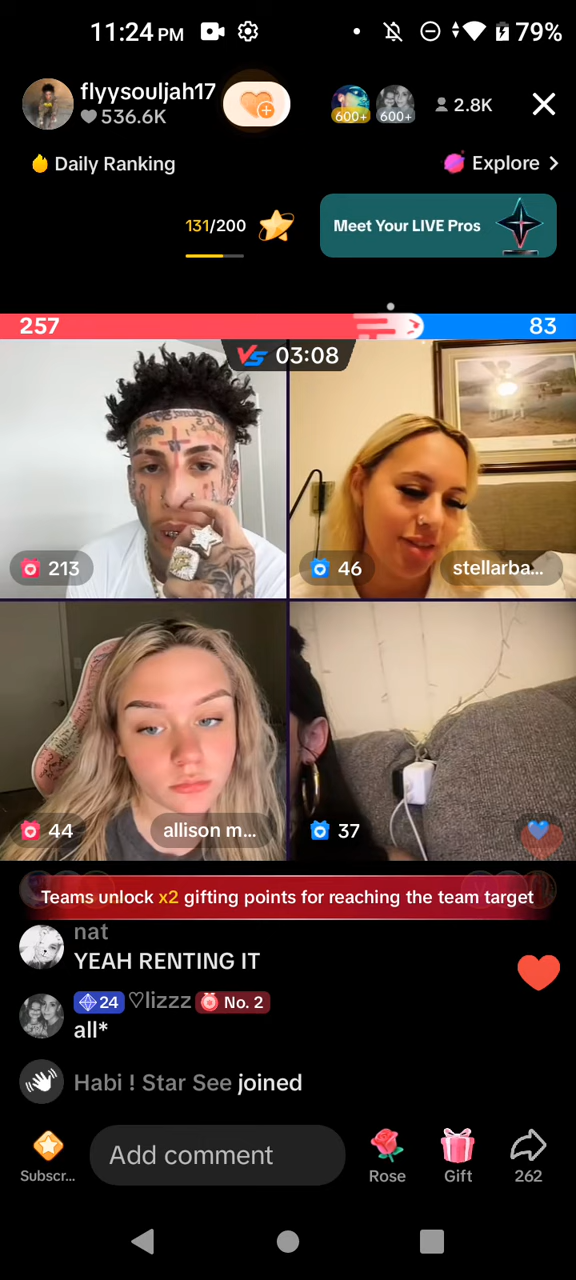 11:24 PM
79%
flyysouljah17
536.6K
600+
600+
2.8K
Daily Ranking
Explore >
131/200
Meet Your LIVE Pros
257
83
VS 03:08
213
46
stellarba...
44
allison m...
37
Teams unlock x2 gifting points for reaching the team target
nat
YEAH RENTING IT
24 ♡lizzz No. 2
all*
Habi ! Star See joined
Add comment
Subscr...
Rose
Gift
262